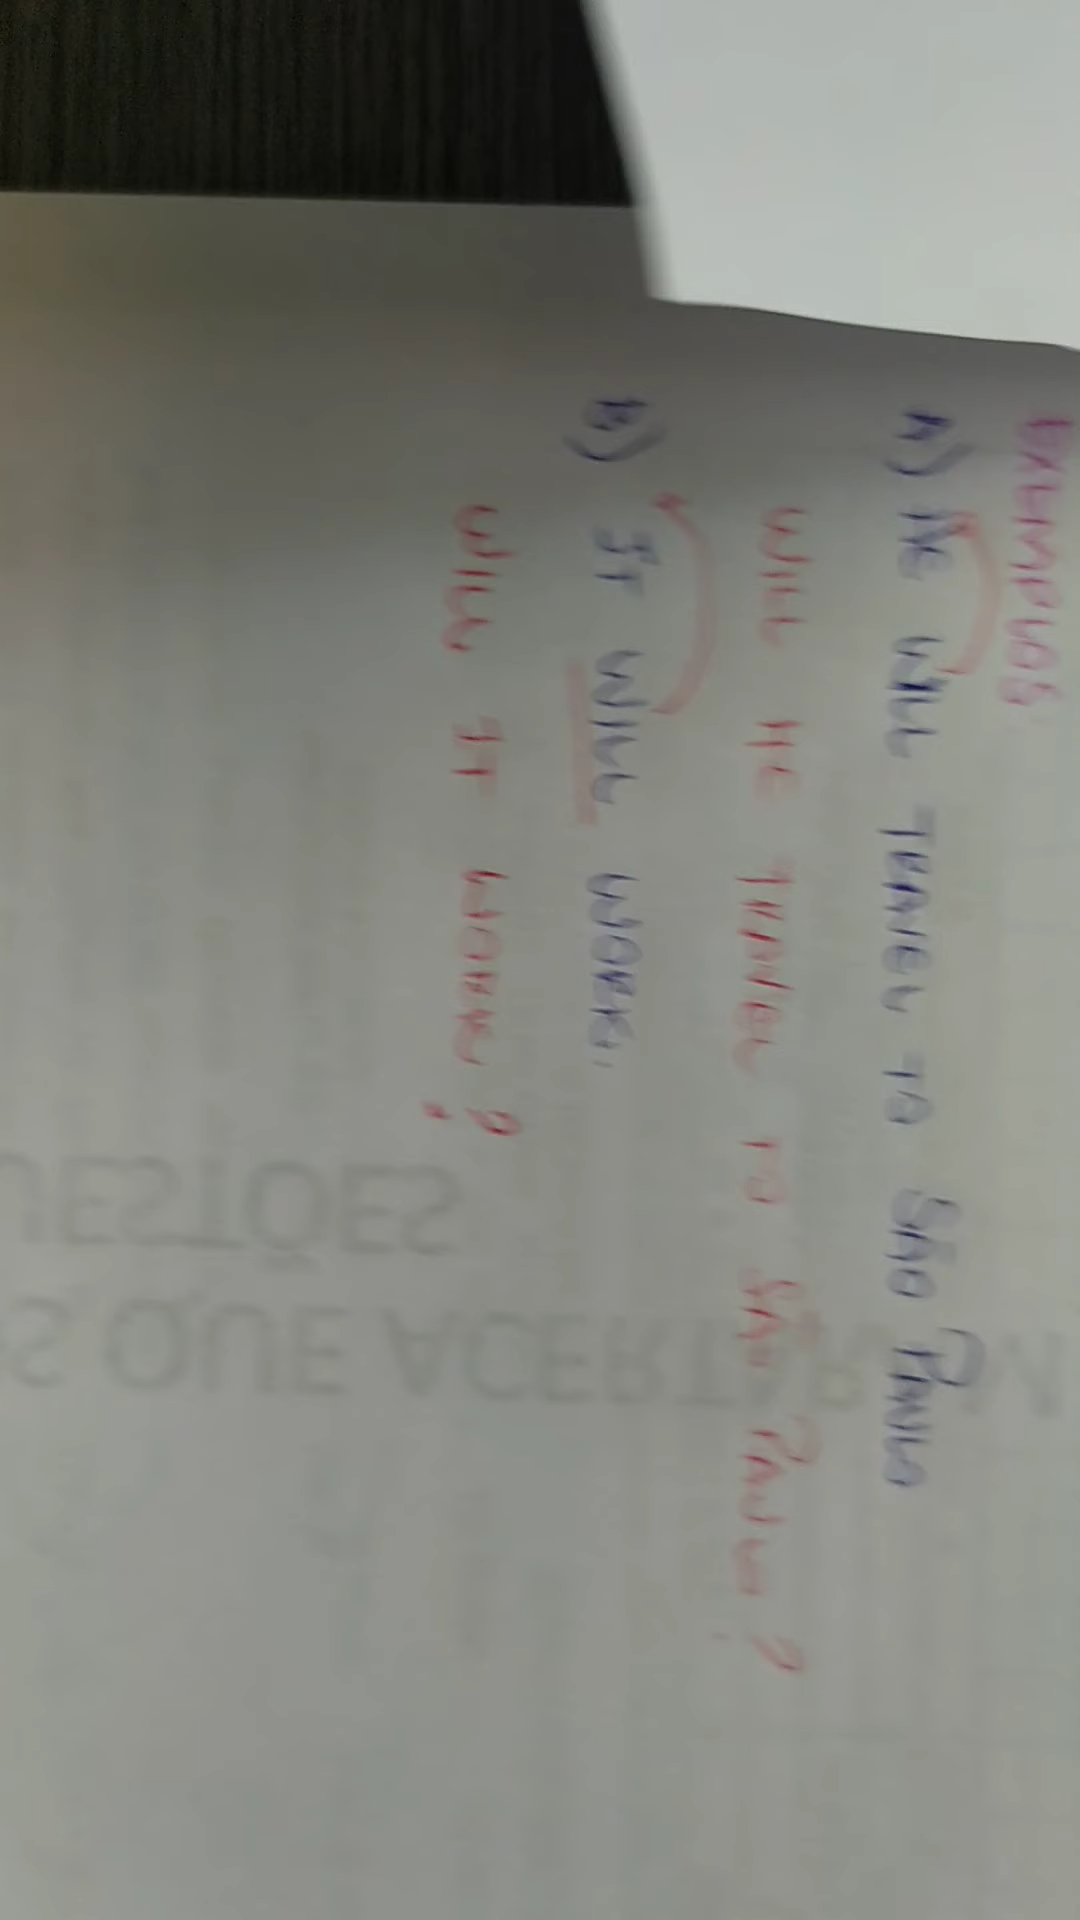 EXEMPLOS
A) HE WILL TRAVEL TO SÃO PAULO
WILL HE TRAVEL TO SÃO PAULO?
B) IT WILL WORK.
WILL IT WORK?
S QUE ACERTARAM
UESTÕES